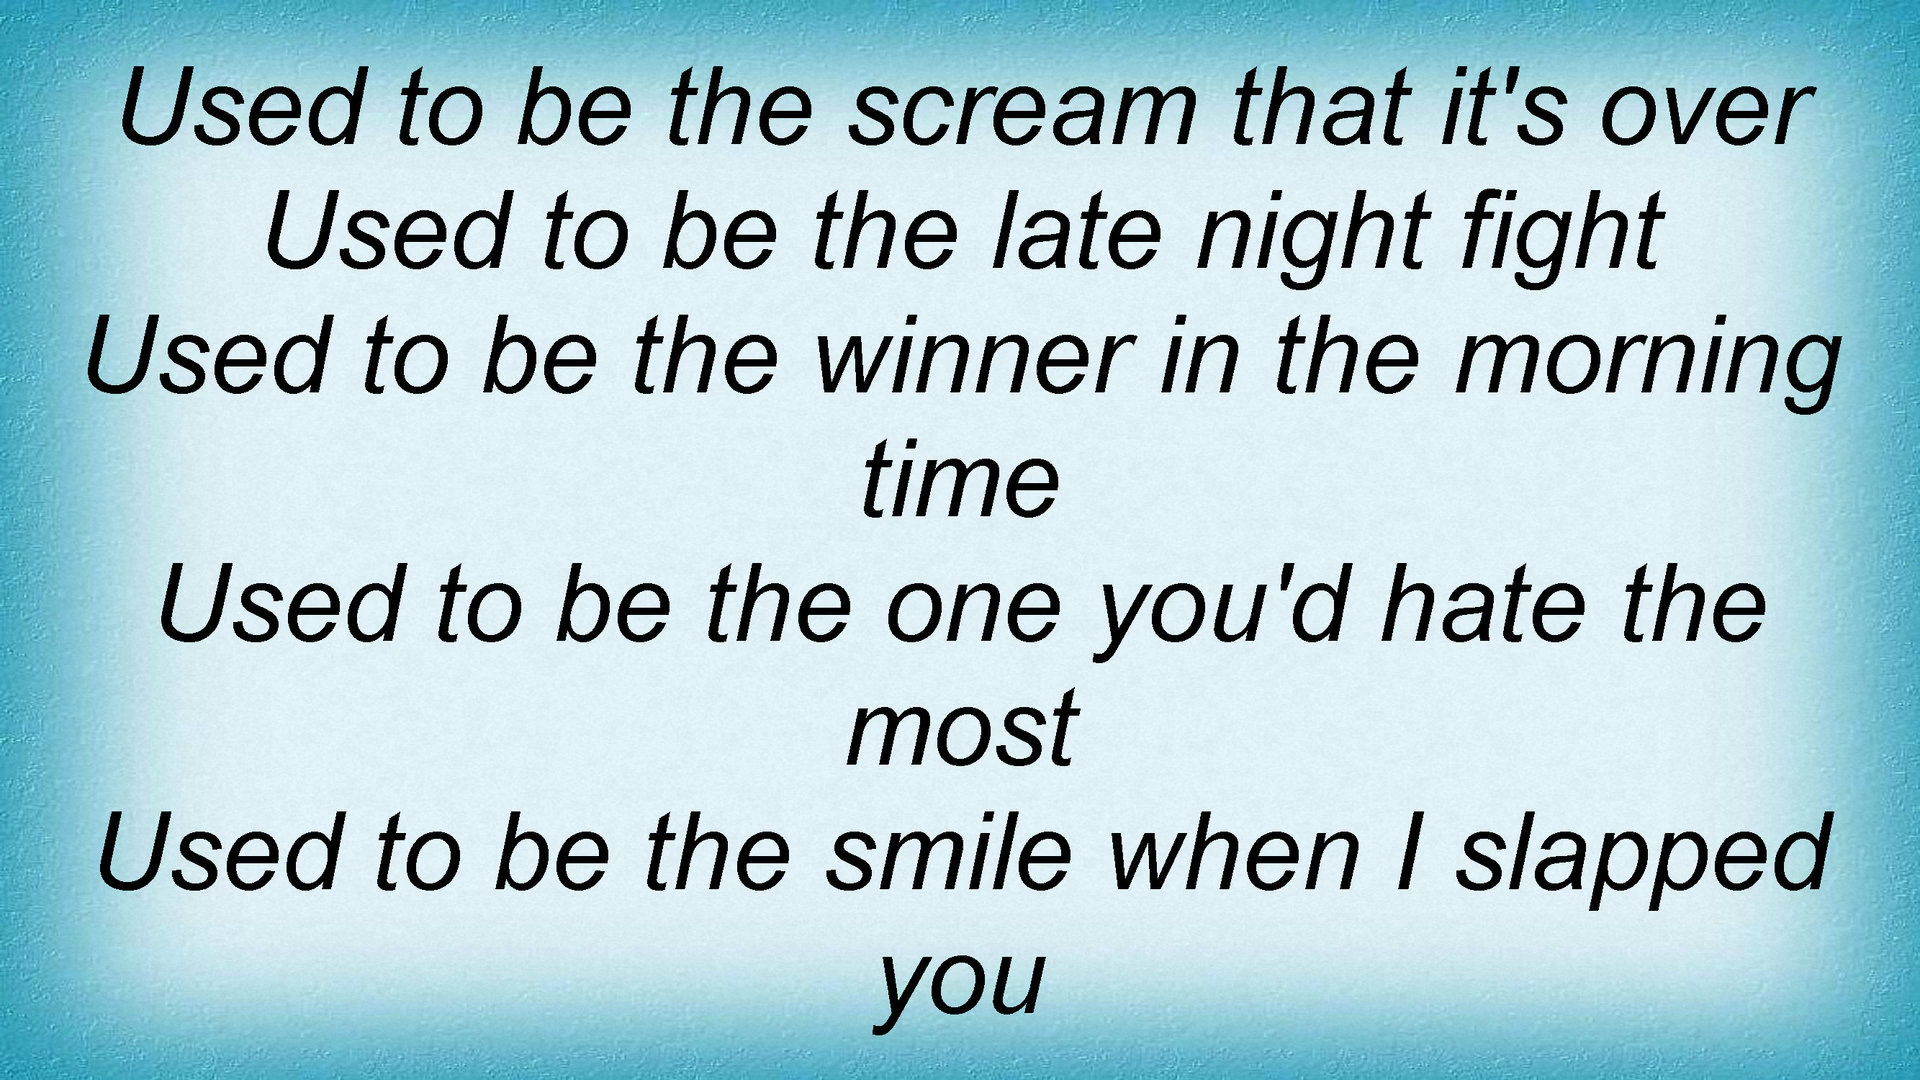 Used to be the scream that it's over
Used to be the late night fight
Used to be the winner in the morning
time
Used to be the one you'd hate the
most
Used to be the smile when I slapped
you